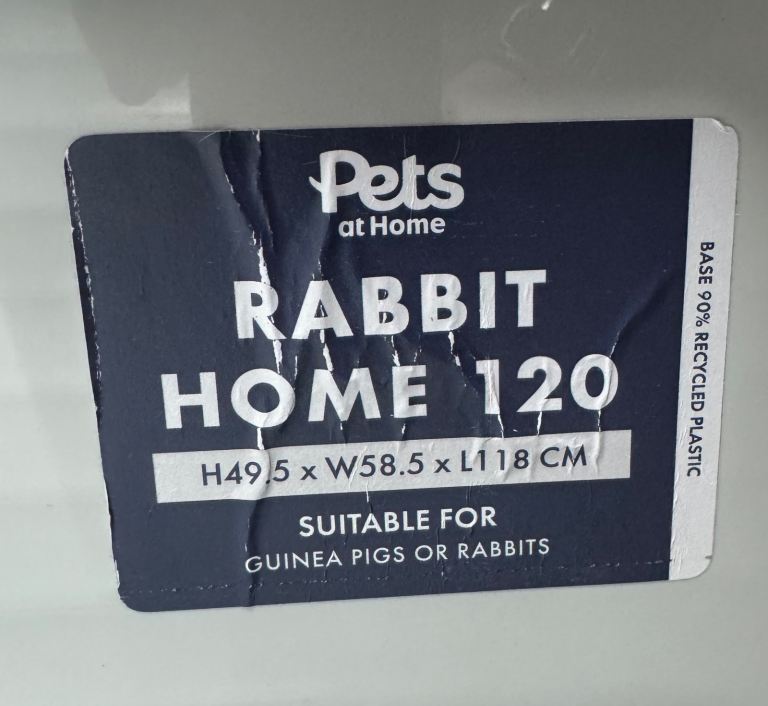 Pets
at Home
RABBIT
HOME 120
H49.5 x W58.5 x L118 CM
SUITABLE FOR
GUINEA PIGS OR RABBITS
BASE 90% RECYCLED PLASTIC